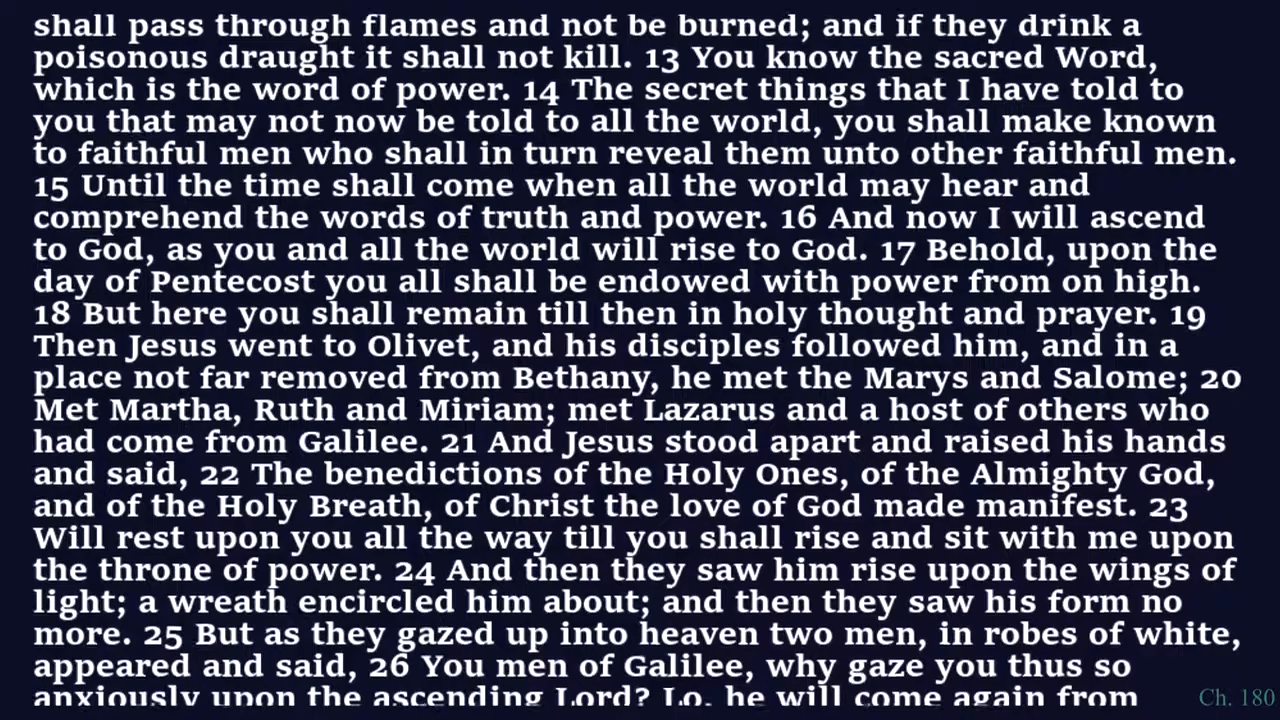 shall pass through flames and not be burned; and if they drink a
poisonous draught it shall not kill. 13 You know the sacred Word,
which is the word of power. 14 The secret things that I have told to
you that may not now be told to all the world, you shall make known
to faithful men who shall in turn reveal them unto other faithful men.
15 Until the time shall come when all the world may hear and
comprehend the words of truth and power. 16 And now I will ascend
to God, as you and all the world will rise to God. 17 Behold, upon the
day of Pentecost you all shall be endowed with power from on high.
18 But here you shall remain till then in holy thought and prayer. 19
Then Jesus went to Olivet, and his disciples followed him, and in a
place not far removed from Bethany, he met the Marys and Salome; 20
Met Martha, Ruth and Miriam; met Lazarus and a host of others who
had come from Galilee. 21 And Jesus stood apart and raised his hands
and said, 22 The benedictions of the Holy Ones, of the Almighty God,
and of the Holy Breath, of Christ the love of God made manifest. 23
Will rest upon you all the way till you shall rise and sit with me upon
the throne of power. 24 And then they saw him rise upon the wings of
light; a wreath encircled him about; and then they saw his form no
more. 25 But as they gazed up into heaven two men, in robes of white,
appeared and said, 26 You men of Galilee, why gaze you thus so
anxiously upon the ascending Lord? Lo, he will come again from
Ch. 180